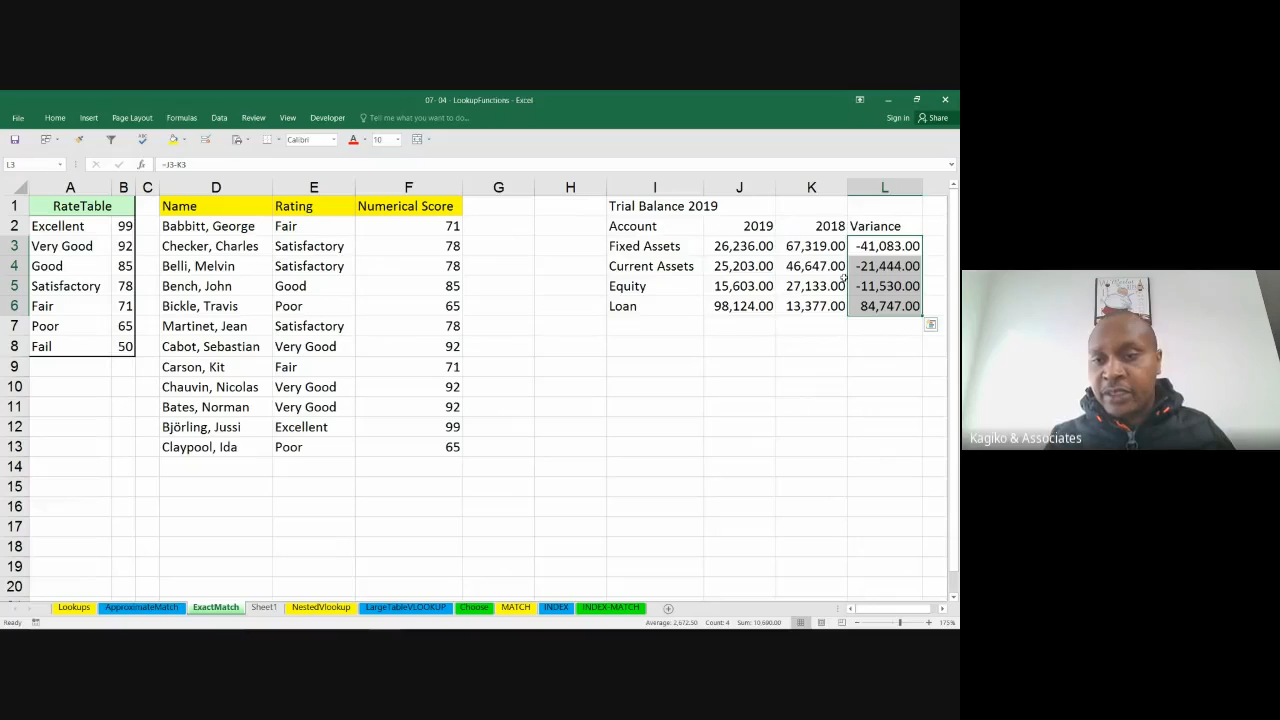 07- 04 - LookupFunctions - Excel
File Home Insert Page Layout Formulas Data Review View Developer Tell me what you want to do... Sign in Share
Calibri 10
L3 fx =J3-K3
A B C D E F G H I J K L
1 RateTable Name Rating Numerical Score Trial Balance 2019
2 Excellent 99 Babbitt, George Fair 71 Account 2019 2018 Variance
3 Very Good 92 Checker, Charles Satisfactory 78 Fixed Assets 26,236.00 67,319.00 -41,083.00
4 Good 85 Belli, Melvin Satisfactory 78 Current Assets 25,203.00 46,647.00 -21,444.00
5 Satisfactory 78 Bench, John Good 85 Equity 15,603.00 27,133.00 -11,530.00
6 Fair 71 Bickle, Travis Poor 65 Loan 98,124.00 13,377.00 84,747.00
7 Poor 65 Martinet, Jean Satisfactory 78
8 Fail 50 Cabot, Sebastian Very Good 92
9 Carson, Kit Fair 71
10 Chauvin, Nicolas Very Good 92
11 Bates, Norman Very Good 92
12 Björling, Jussi Excellent 99
13 Claypool, Ida Poor 65
14
15
16
17
18
19
20
Lookups ApproximateMatch ExactMatch Sheet1 NestedVlookup LargeTableVLOOKUP Choose MATCH INDEX INDEX-MATCH
Ready Average: 2,672.50 Count: 4 Sum: 10,690.00 175%
Kagiko & Associates